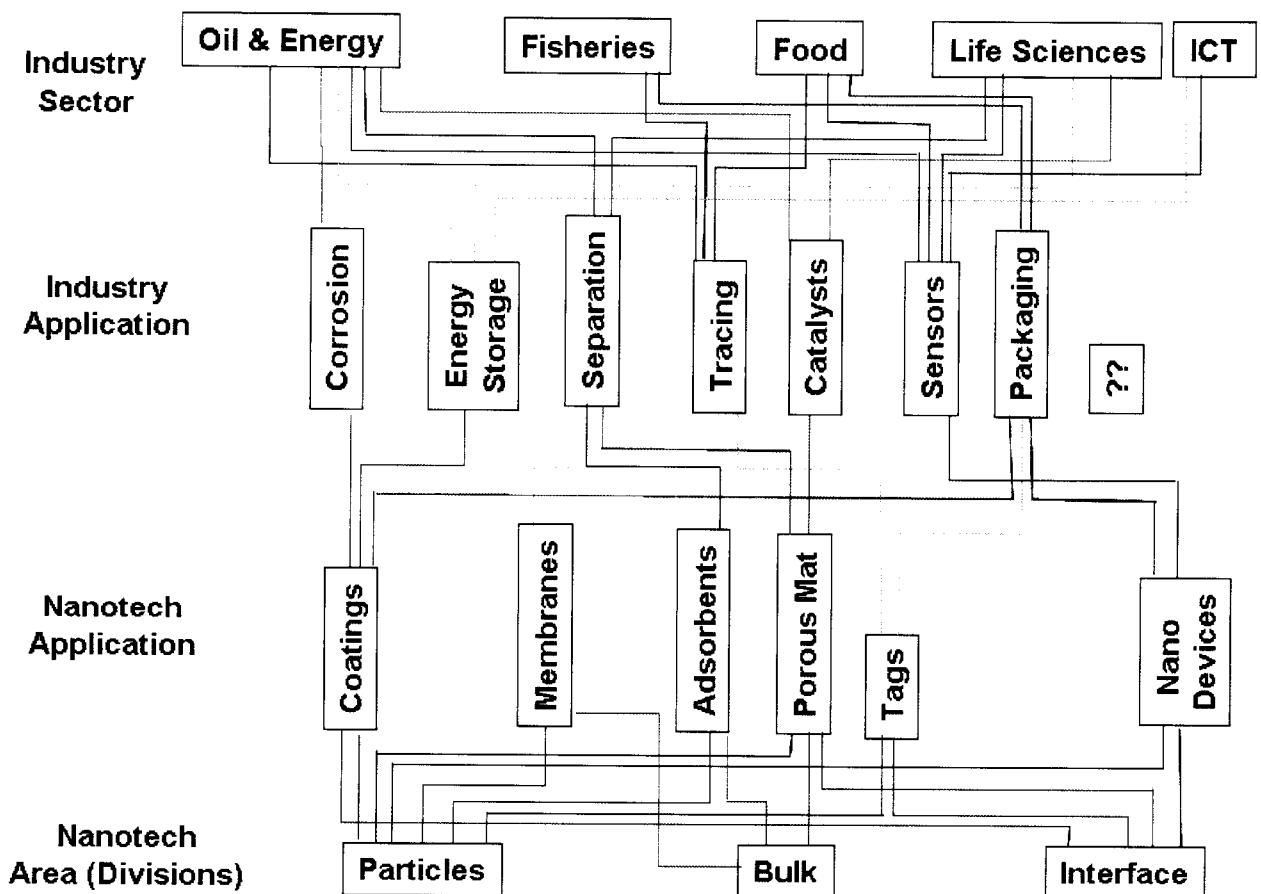 Industry
Sector
Oil & Energy
Fisheries
Food
Life Sciences
ICT
Industry
Application
Corrosion
Energy
Storage
Separation
Tracing
Catalysts
Sensors
Packaging
??
Nanotech
Application
Coatings
Membranes
Adsorbents
Porous Mat
Tags
Nano
Devices
Nanotech
Area (Divisions)
Particles
Bulk
Interface